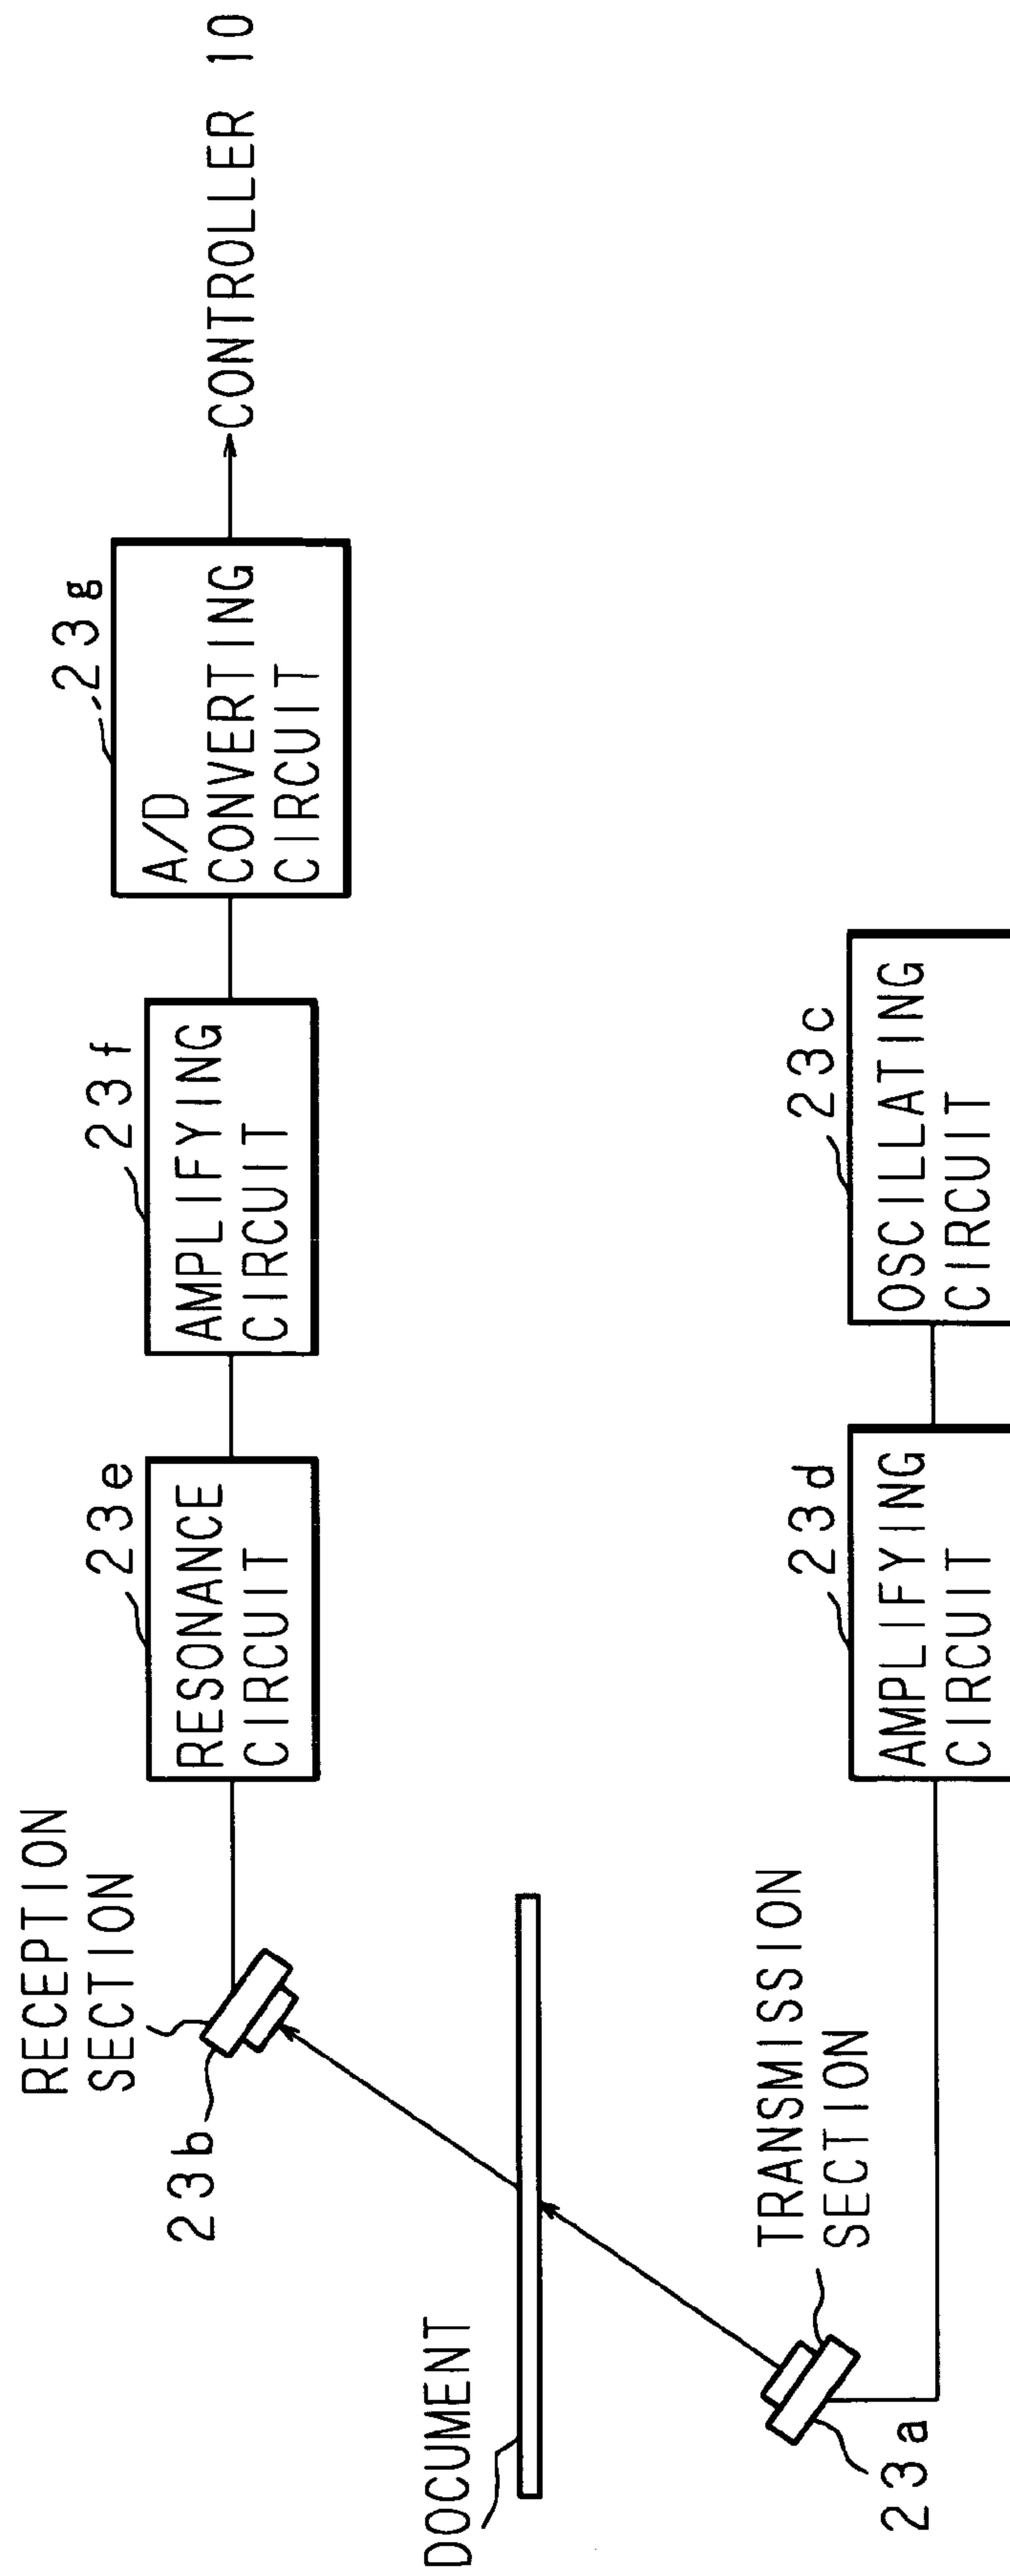 RECEPTION
SECTION
23b
23e
RESONANCE
CIRCUIT
23f
AMPLIFYING
CIRCUIT
23g
A/D
CONVERTING
CIRCUIT
CONTROLLER 10
DOCUMENT
TRANSMISSION
SECTION
23a
23d
AMPLIFYING
CIRCUIT
23c
OSCILLATING
CIRCUIT